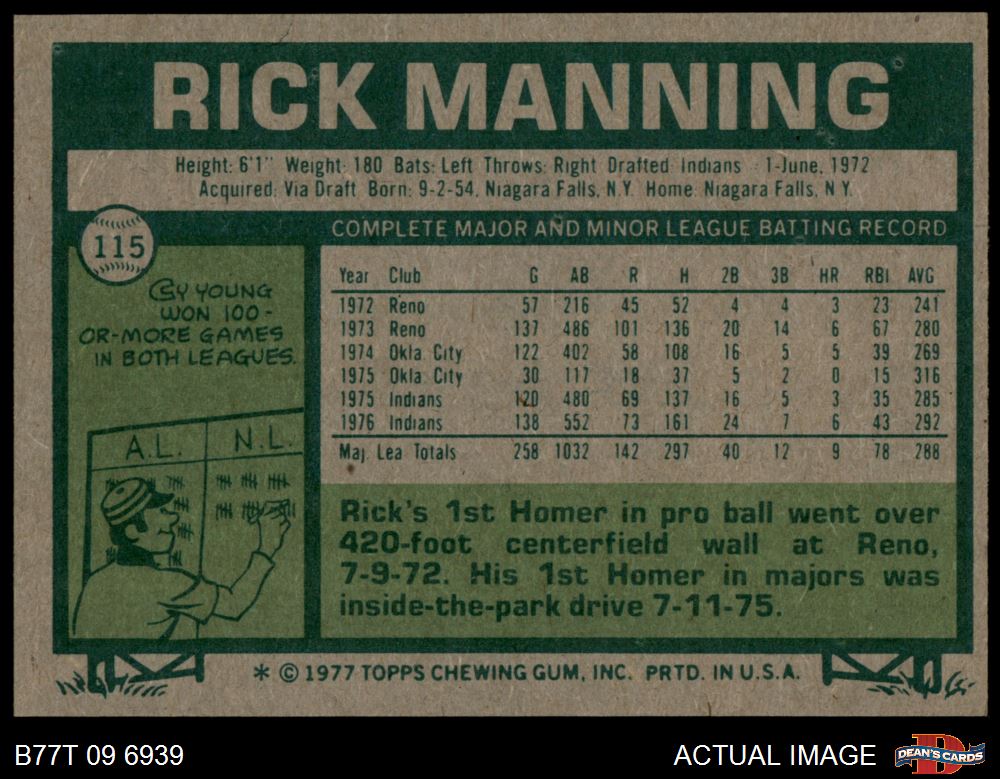 RICK MANNING
Height: 6'1" Weight: 180 Bats: Left Throws: Right Drafted: Indians 1-June, 1972
Acquired: Via Draft Born: 9-2-54, Niagara Falls, N.Y. Home: Niagara Falls, N.Y.
115
CY YOUNG
WON 100-
OR-MORE GAMES
IN BOTH LEAGUES.
A.L. N.L.
COMPLETE MAJOR AND MINOR LEAGUE BATTING RECORD
Year Club G AB R H 2B 3B HR RBI AVG
1972 Reno 57 216 45 52 4 4 3 23 241
1973 Reno 137 486 101 136 20 14 6 67 280
1974 Okla. City 122 402 58 108 16 5 5 39 269
1975 Okla. City 30 117 18 37 5 2 0 15 316
1975 Indians 120 480 69 137 16 5 3 35 285
1976 Indians 138 552 73 161 24 7 6 43 292
Maj. Lea Totals 258 1032 142 297 40 12 9 78 288
Rick's 1st Homer in pro ball went over
420-foot centerfield wall at Reno,
7-9-72. His 1st Homer in majors was
inside-the-park drive 7-11-75.
* © 1977 TOPPS CHEWING GUM, INC. PRTD. IN U.S.A.
B77T 09 6939 ACTUAL IMAGE DEAN'S CARDS